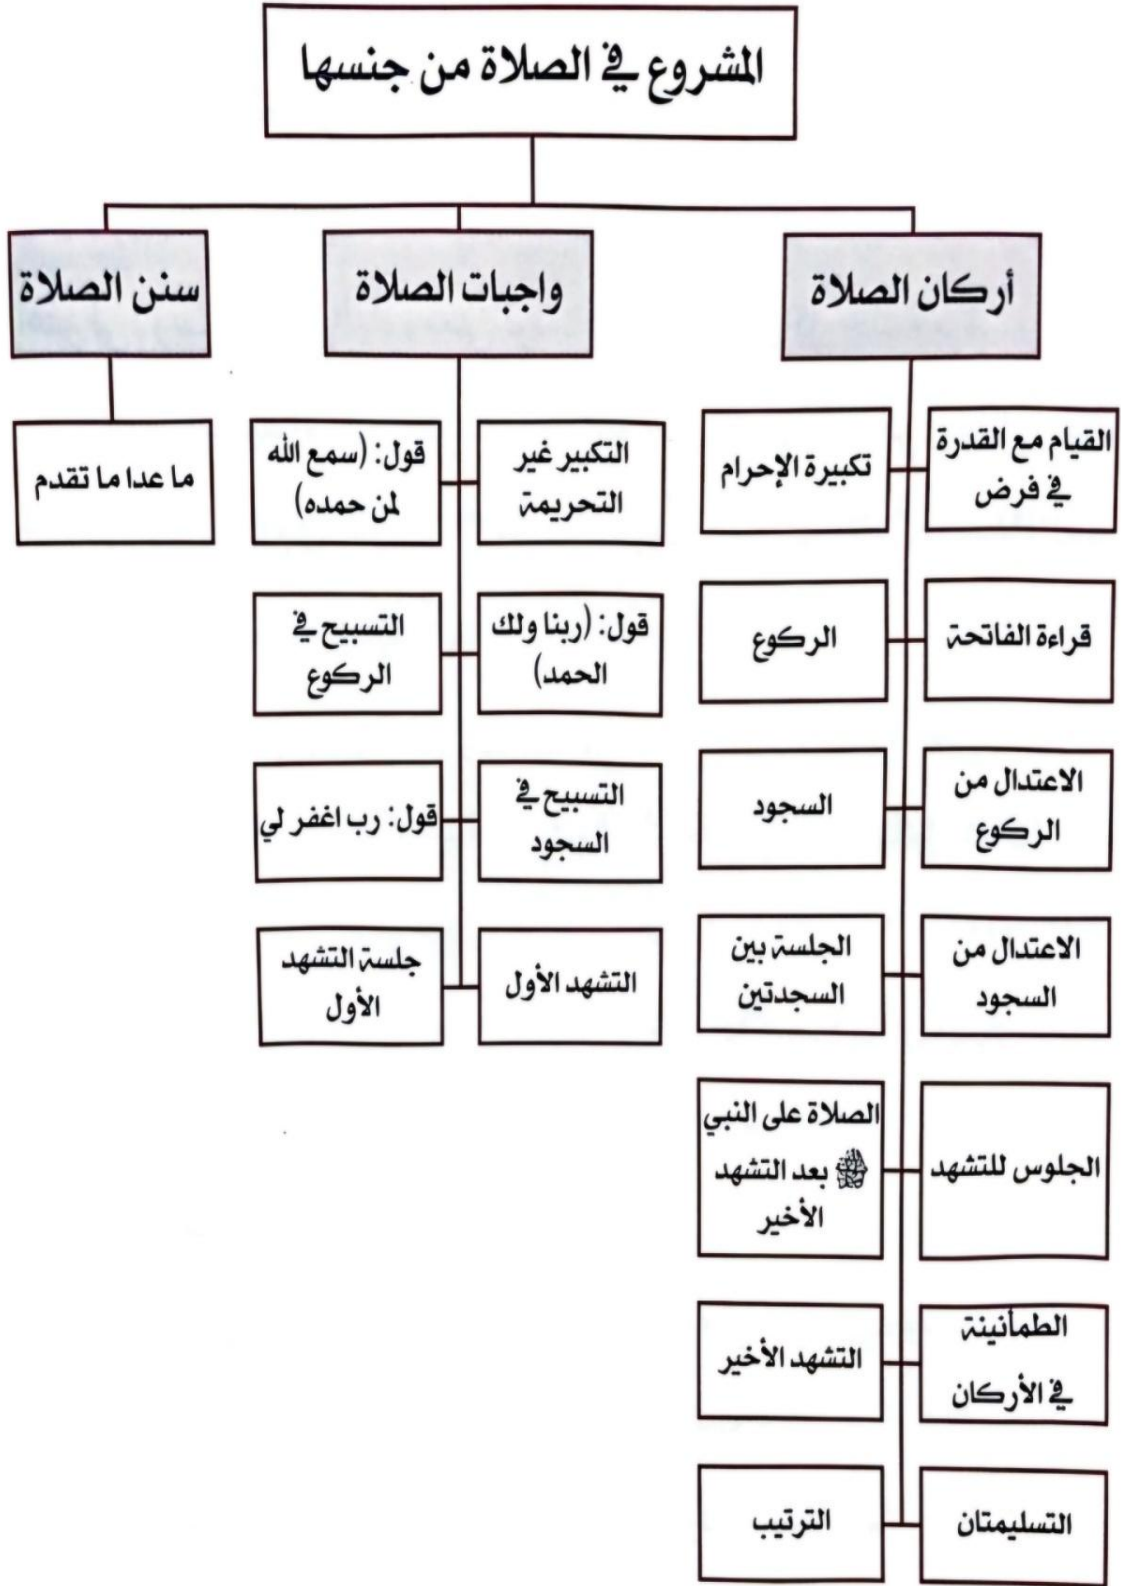 المشروع في الصلاة من جنسها
أركان الصلاة
واجبات الصلاة
سنن الصلاة
القيام مع القدرة
في فرض
تكبيرة الإحرام
قراءة الفاتحة
الركوع
الاعتدال من
الركوع
السجود
الاعتدال من
السجود
الجلسة بين
السجدتين
الجلوس للتشهد
الصلاة على النبي
ﷺ بعد التشهد
الأخير
الطمأنينة
في الأركان
التشهد الأخير
التسليمتان
الترتيب
التكبير غير
التحريمة
قول: (سمع الله
لمن حمده)
قول: (ربنا ولك
الحمد)
التسبيح في
الركوع
التسبيح في
السجود
قول: رب اغفر لي
التشهد الأول
جلسة التشهد
الأول
ما عدا ما تقدم